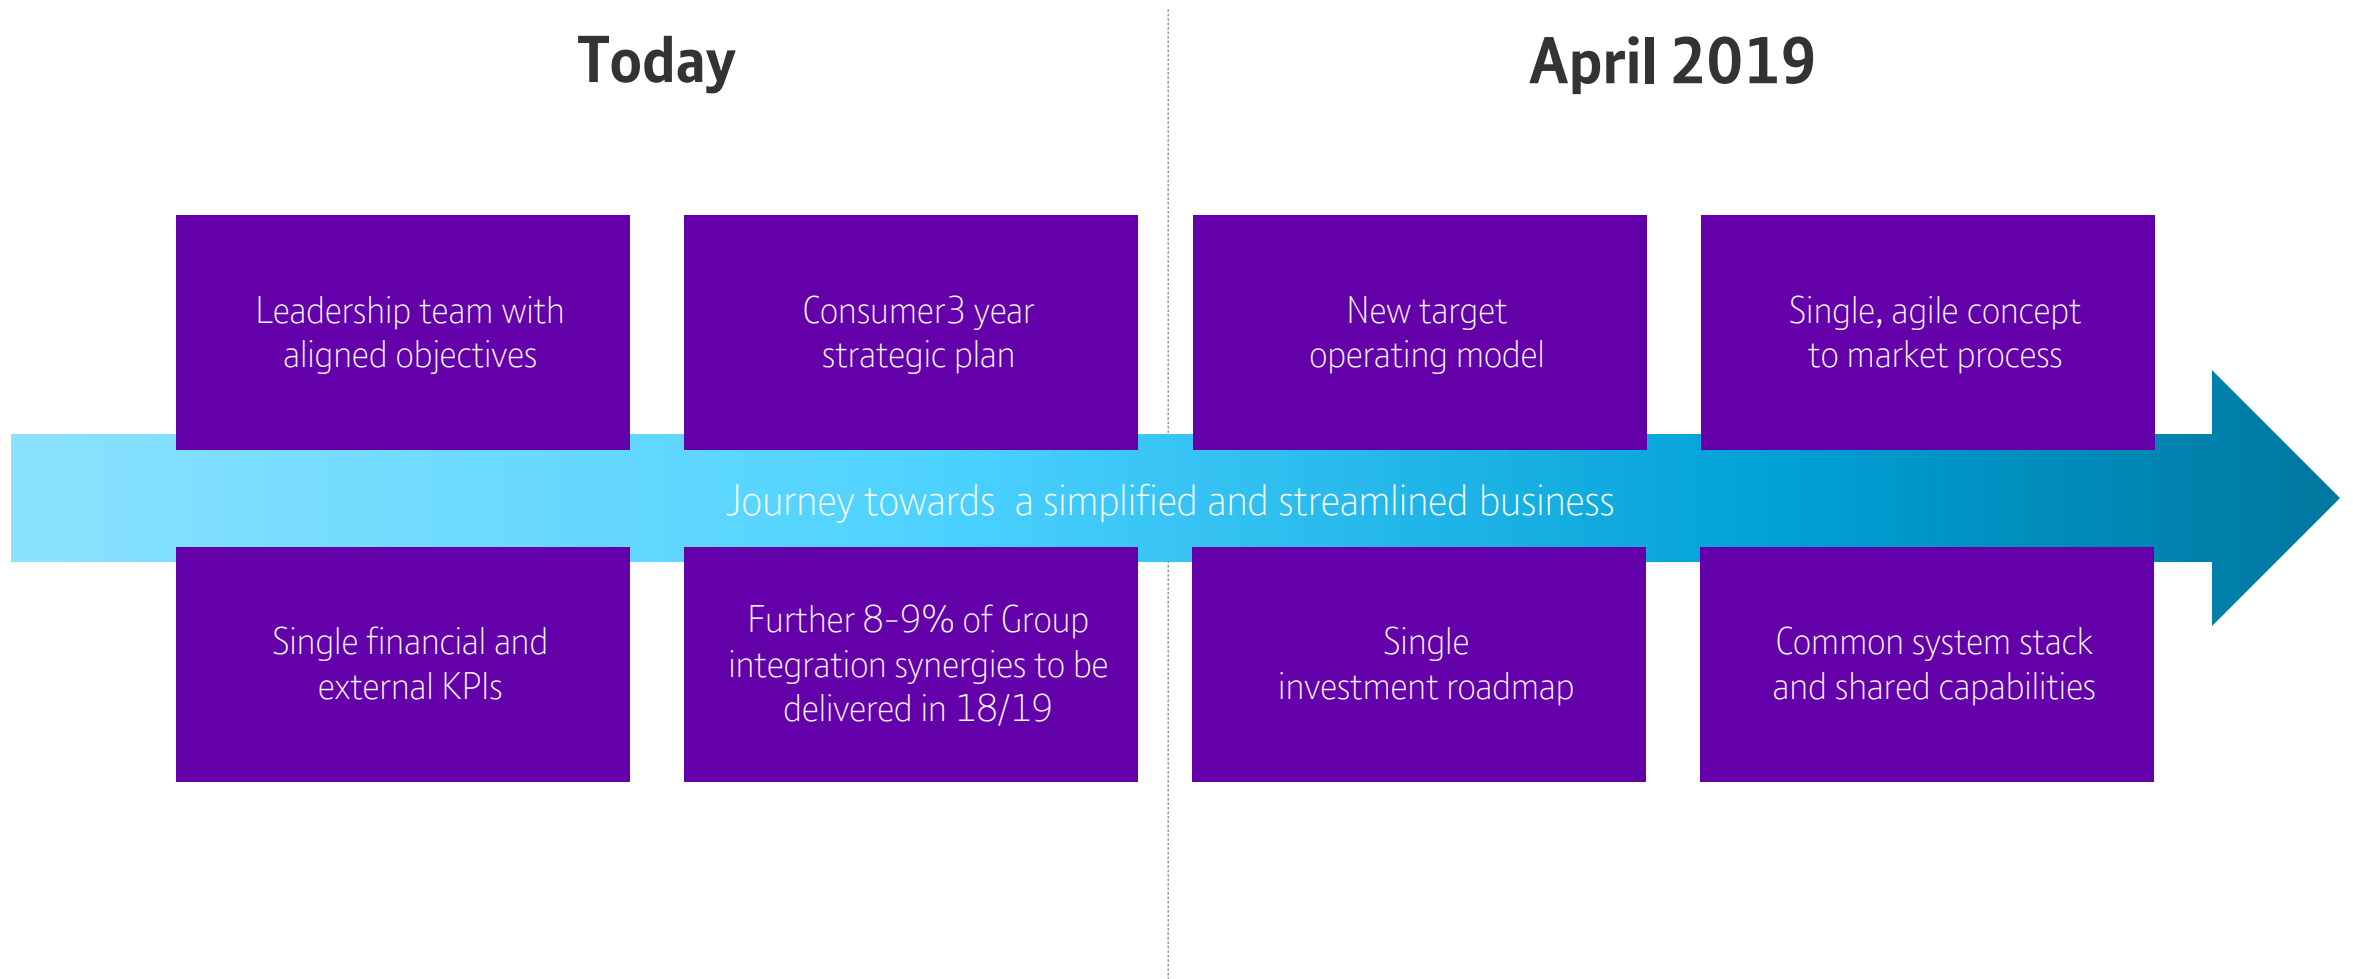 Today
April 2019
Leadership team with
aligned objectives
Consumer3 year
strategic plan
New target
operating model
Single, agile concept
to market process
Journey towards  a simplified and streamlined business
Single financial and
external KPIs
Further 8-9% of Group
integration synergies to be
delivered in 18/19
Single
investment roadmap
Common system stack
and shared capabilities